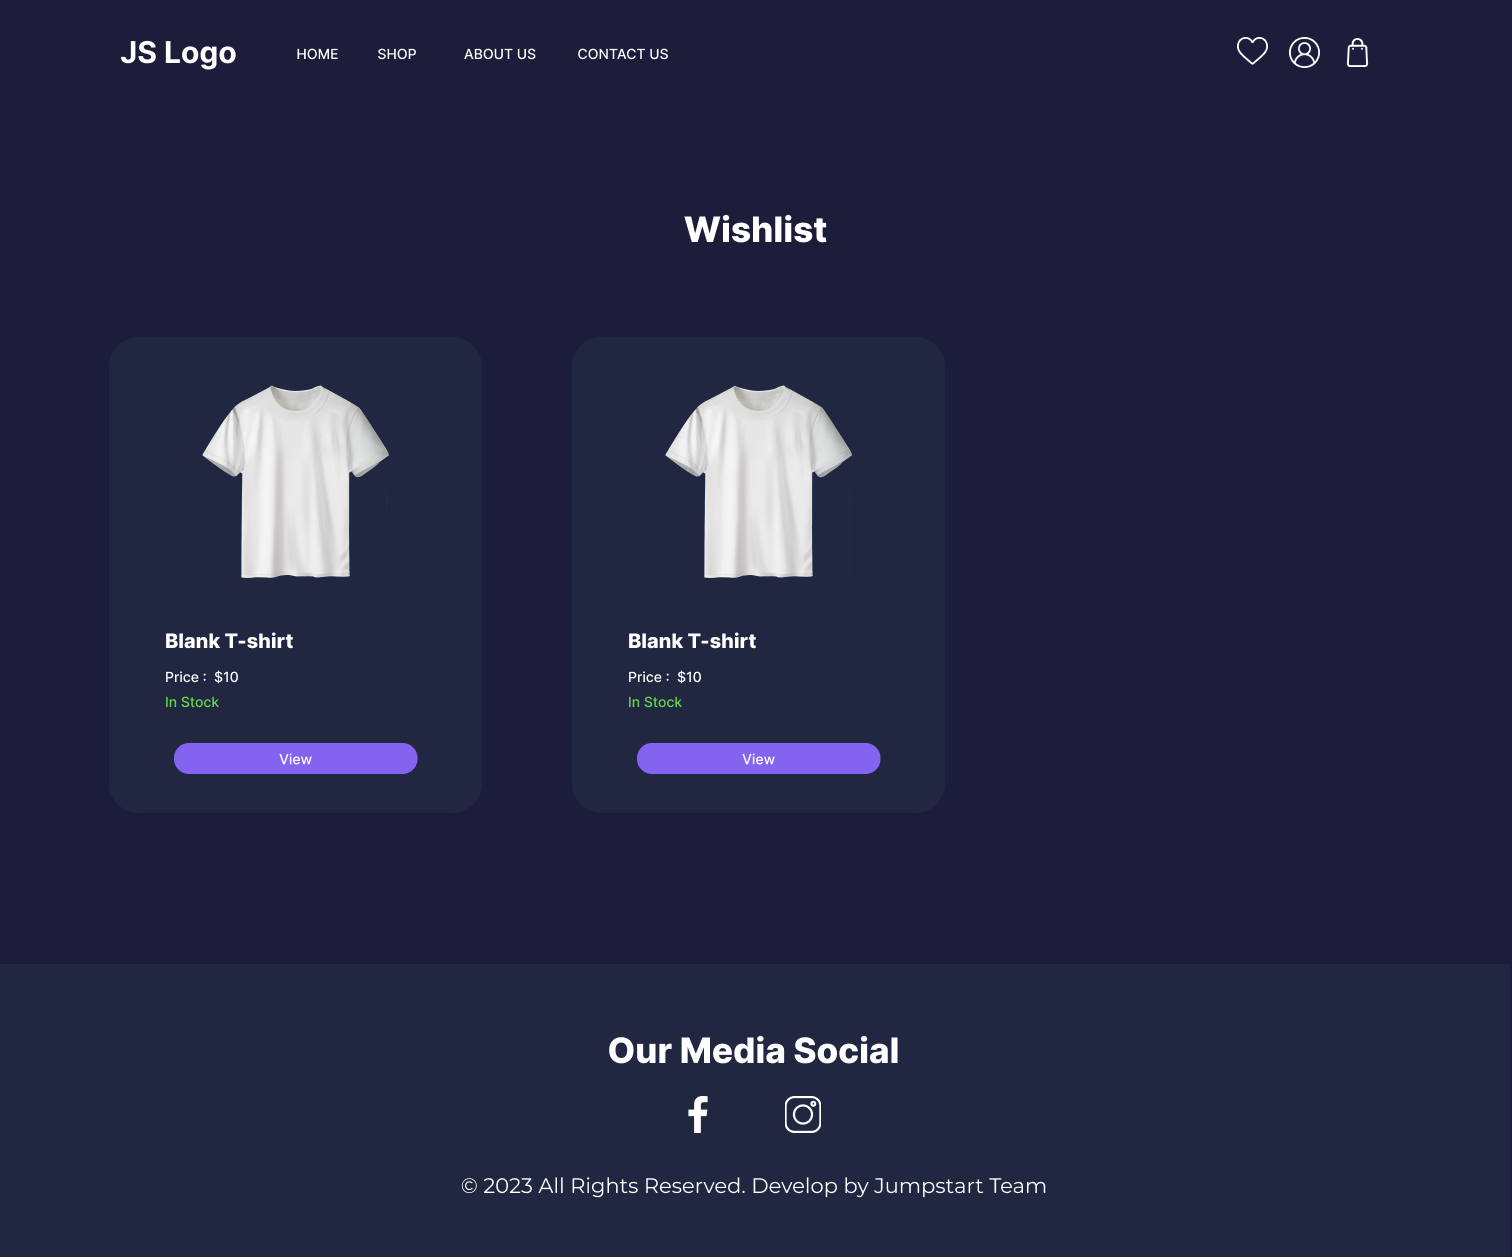 JS Logo HOME SHOP ABOUT US CONTACT US
Wishlist
Blank T-shirt
Price : $10
In Stock
View
Blank T-shirt
Price : $10
In Stock
View
Our Media Social
© 2023 All Rights Reserved. Develop by Jumpstart Team